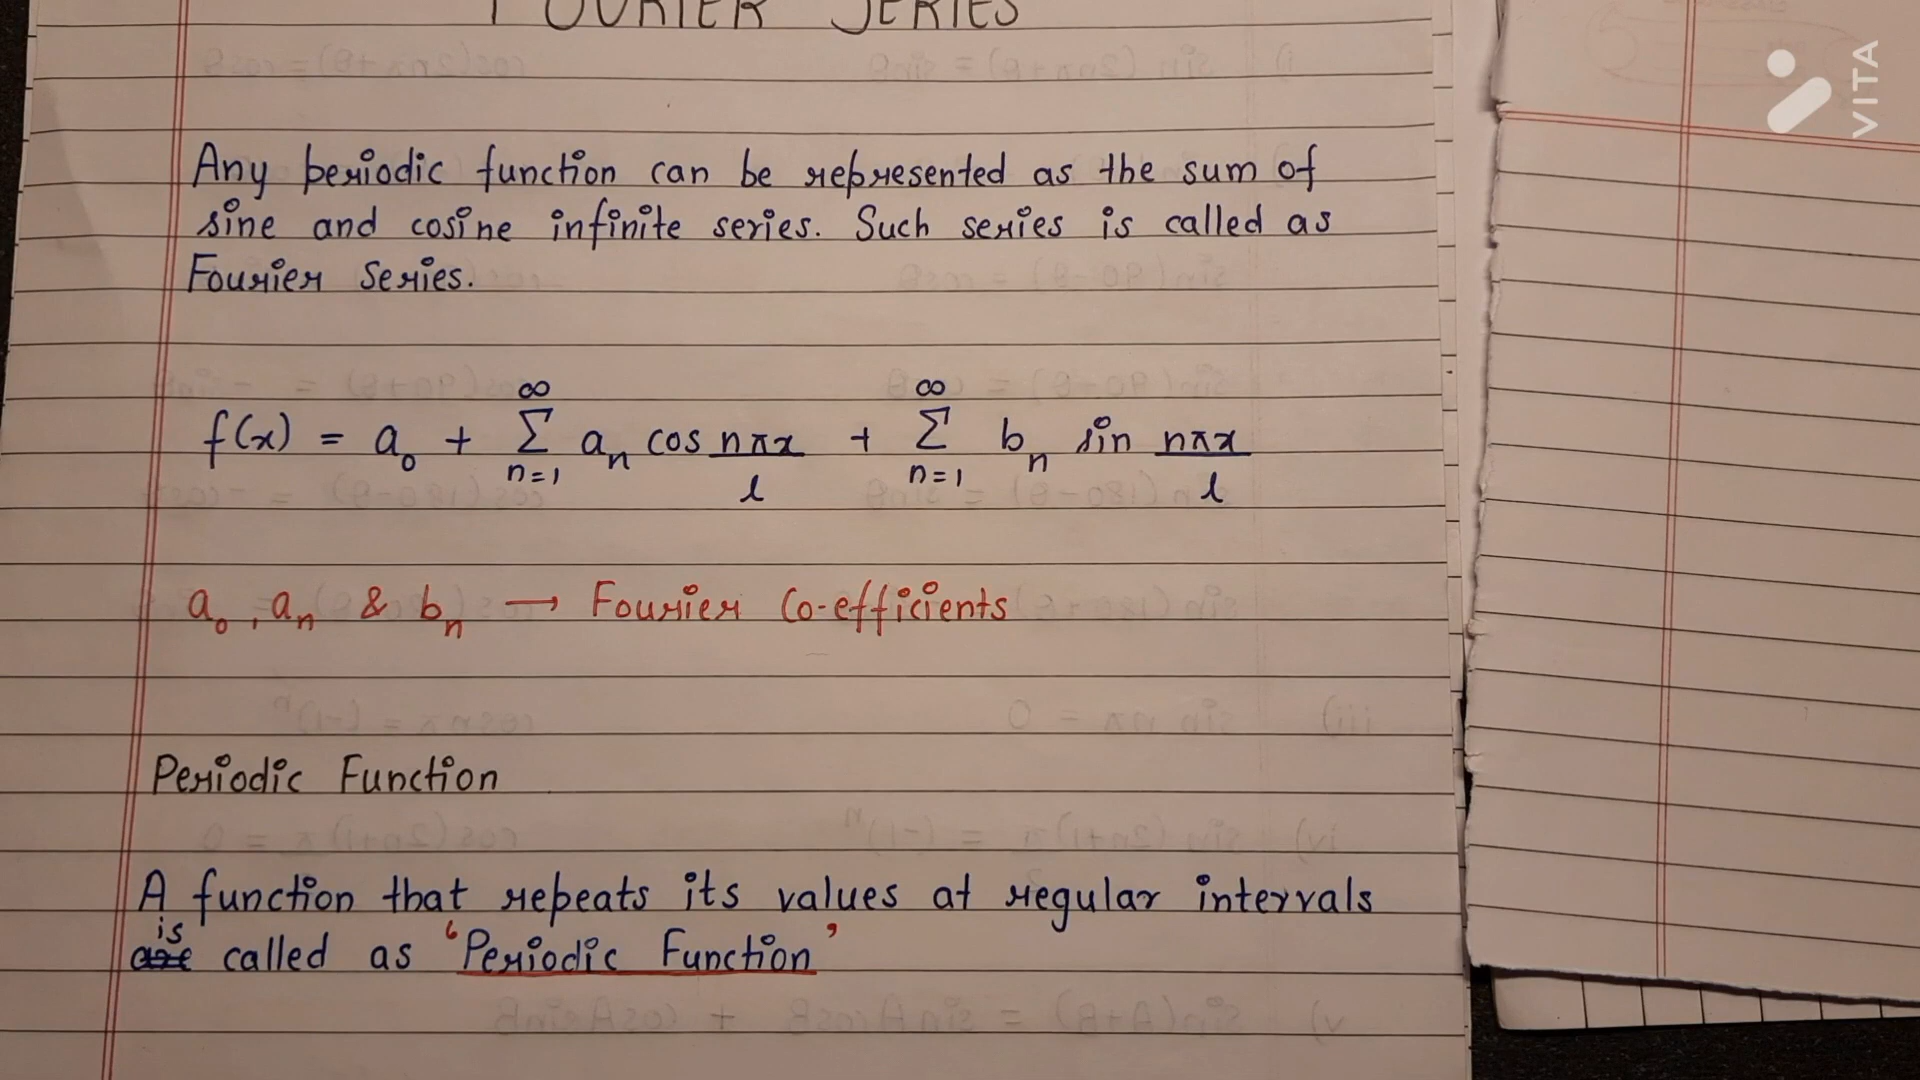 FOURIER SERIES
Any periodic function can be represented as the sum of
sine and cosine infinite series. Such series is called as
Fourier Series.
f(x) = a₀ + ∑ₙ₌₁^∞ aₙ cos nπx/l + ∑ₙ₌₁^∞ bₙ sin nπx/l
a₀, aₙ & bₙ → Fourier Co-efficients
Periodic Function
A function that repeats its values at regular intervals
is called as ‘Periodic Function’
VITA